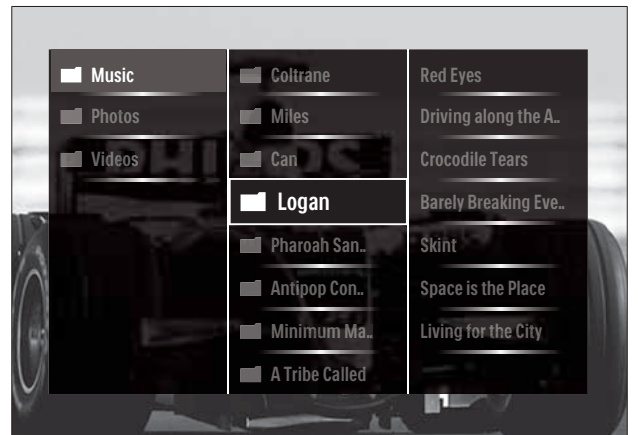 Music
Photos
Videos
Coltrane
Miles
Can
Logan
Pharoah San..
Antipop Con..
Minimum Ma..
A Tribe Called
Red Eyes
Driving along the A..
Crocodile Tears
Barely Breaking Eve..
Skint
Space is the Place
Living for the City